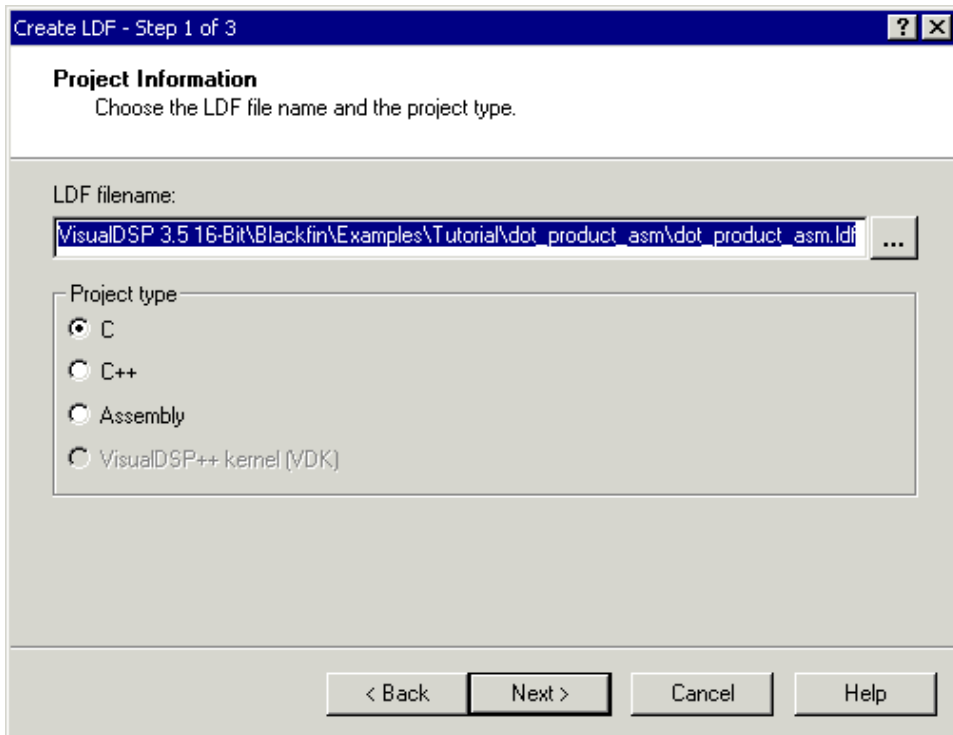 Create LDF - Step 1 of 3
Project Information
Choose the LDF file name and the project type.
LDF filename:
VisualDSP 3.5 16-Bit\Blackfin\Examples\Tutorial\dot_product_asm\dot_product_asm.ldf
...
Project type
C
C++
Assembly
VisualDSP++ kernel (VDK)
< Back Next > Cancel Help